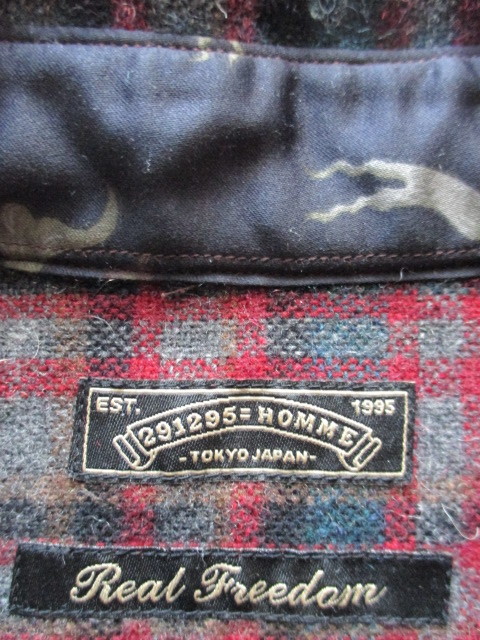 EST. 1995
291295=HOMME
-TOKYO JAPAN-
Real Freedom